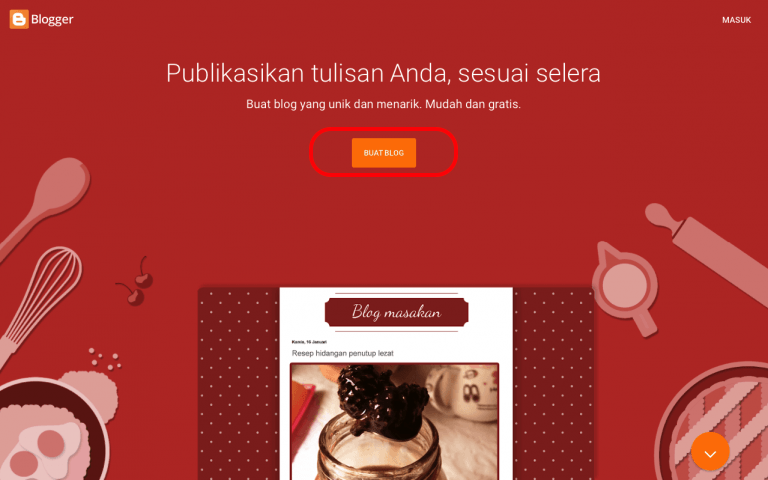 Blogger
MASUK
Publikasikan tulisan Anda, sesuai selera
Buat blog yang unik dan menarik. Mudah dan gratis.
BUAT BLOG
Blog masakan
Kamis, 16 Januari
Resep hidangan penutup lezat